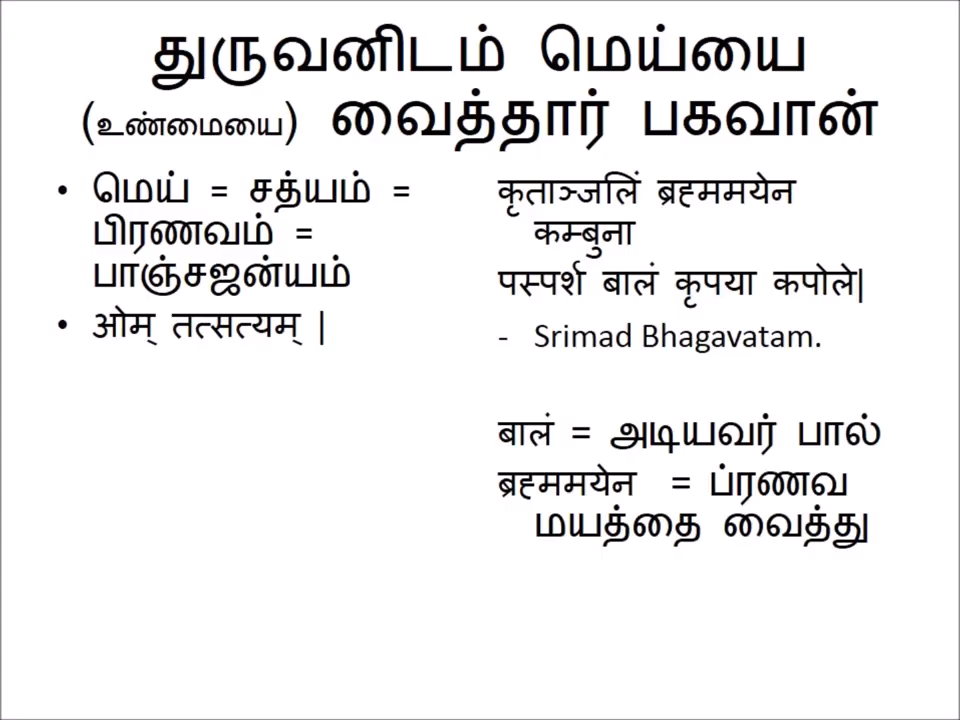 துருவனிடம் மெய்யை
(உண்மையை) வைத்தார் பகவான்
• மெய் = சத்யம் =
பிரணவம் =
பாஞ்சஜன்யம்
• ओम् तत्सत्यम् |
कृताञ्जलिं ब्रह्ममयेन
कम्बुना
पस्पर्श बालं कृपया कपोले|
- Srimad Bhagavatam.
बालं = அடியவர் பால்
ब्रह्ममयेन = ப்ரணவ
மயத்தை வைத்து